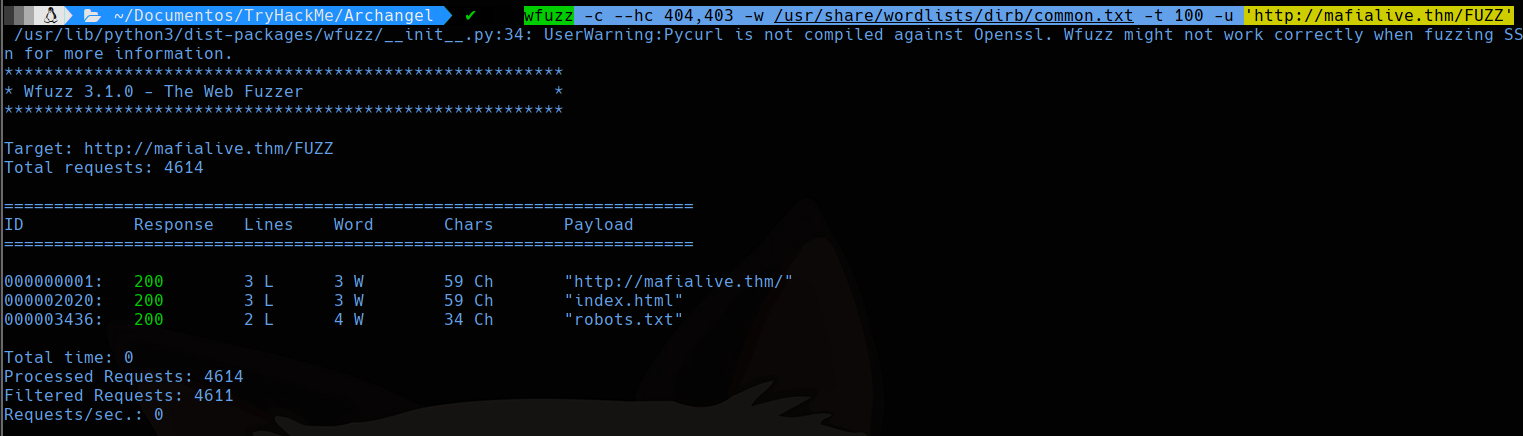 ~/Documentos/TryHackMe/Archangel ✔ wfuzz -c --hc 404,403 -w /usr/share/wordlists/dirb/common.txt -t 100 -u 'http://mafialive.thm/FUZZ'
/usr/lib/python3/dist-packages/wfuzz/__init__.py:34: UserWarning:Pycurl is not compiled against Openssl. Wfuzz might not work correctly when fuzzing SS
n for more information.
********************************************************
* Wfuzz 3.1.0 - The Web Fuzzer                         *
********************************************************
Target: http://mafialive.thm/FUZZ
Total requests: 4614
=====================================================================
ID           Response   Lines    Word       Chars       Payload
=====================================================================
000000001:   200        3 L      3 W        59 Ch       "http://mafialive.thm/"
000002020:   200        3 L      3 W        59 Ch       "index.html"
000003436:   200        2 L      4 W        34 Ch       "robots.txt"
Total time: 0
Processed Requests: 4614
Filtered Requests: 4611
Requests/sec.: 0